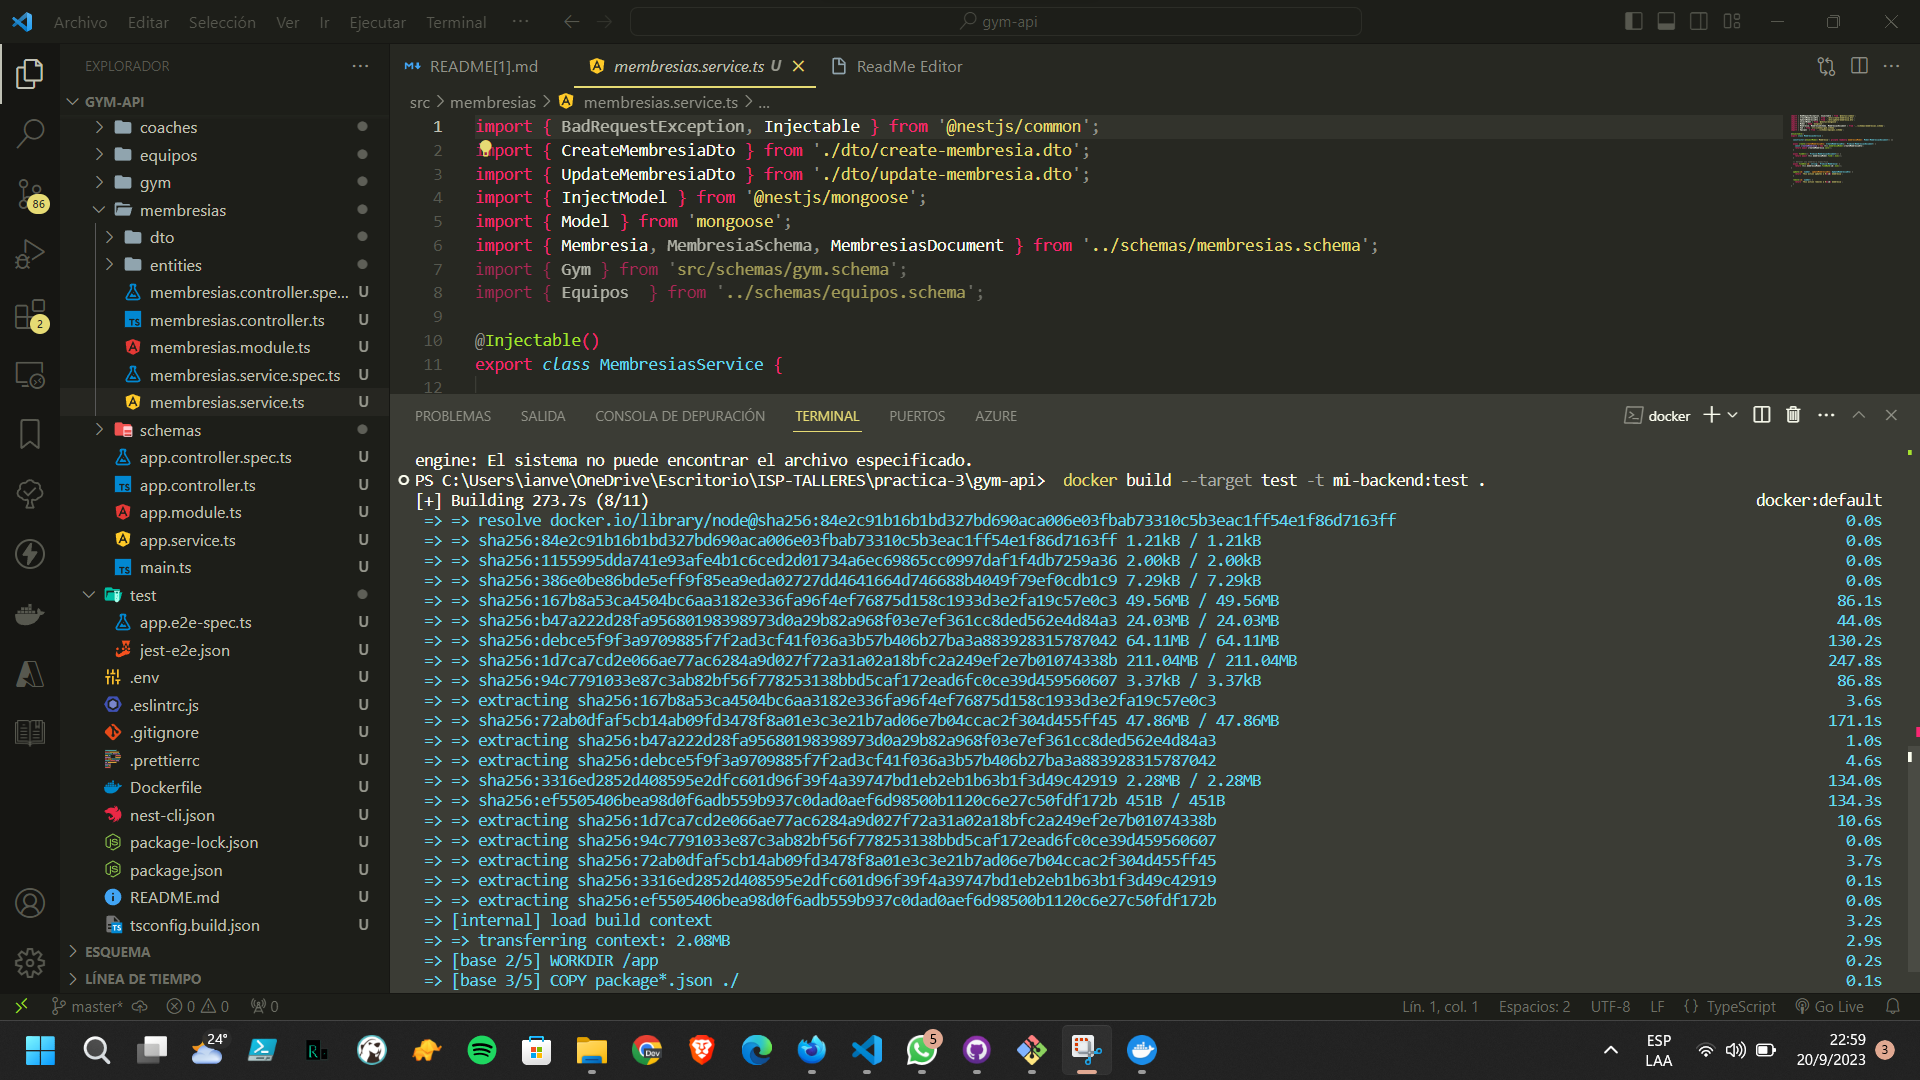 Archivo Editar Selección Ver Ir Ejecutar Terminal ··· gym-api
EXPLORADOR
GYM-API
coaches
equipos
gym
membresias
dto
entities
membresias.controller.spe... U
membresias.controller.ts U
membresias.module.ts U
membresias.service.spec.ts U
membresias.service.ts U
schemas
app.controller.spec.ts U
app.controller.ts U
app.module.ts U
app.service.ts U
main.ts U
test
app.e2e-spec.ts U
jest-e2e.json U
.env U
.eslintrc.js U
.gitignore U
.prettierrc U
Dockerfile U
nest-cli.json U
package-lock.json U
package.json U
README.md U
tsconfig.build.json U
ESQUEMA
LÍNEA DE TIEMPO
86
2
README[1].md membresias.service.ts U ReadMe Editor
src > membresias > membresias.service.ts > ...
1 import { BadRequestException, Injectable } from '@nestjs/common';
2 import { CreateMembresiaDto } from './dto/create-membresia.dto';
3 import { UpdateMembresiaDto } from './dto/update-membresia.dto';
4 import { InjectModel } from '@nestjs/mongoose';
5 import { Model } from 'mongoose';
6 import { Membresia, MembresiaSchema, MembresiasDocument } from '../schemas/membresias.schema';
7 import { Gym } from 'src/schemas/gym.schema';
8 import { Equipos  } from '../schemas/equipos.schema';
9
10 @Injectable()
11 export class MembresiasService {
12
PROBLEMAS SALIDA CONSOLA DE DEPURACIÓN TERMINAL PUERTOS AZURE docker
engine: El sistema no puede encontrar el archivo especificado.
PS C:\Users\ianve\OneDrive\Escritorio\ISP-TALLERES\practica-3\gym-api>  docker build --target test -t mi-backend:test .
[+] Building 273.7s (8/11) docker:default
=> => resolve docker.io/library/node@sha256:84e2c91b16b1bd327bd690aca006e03fbab73310c5b3eac1ff54e1f86d7163ff 0.0s
=> => sha256:84e2c91b16b1bd327bd690aca006e03fbab73310c5b3eac1ff54e1f86d7163ff 1.21kB / 1.21kB 0.0s
=> => sha256:1155995dda741e93afe4b1c6ced2d01734a6ec69865cc0997daf1f4db7259a36 2.00kB / 2.00kB 0.0s
=> => sha256:386e0be86bde5eff9f85ea9eda02727dd4641664d746688b4049f79ef0cdb1c9 7.29kB / 7.29kB 0.0s
=> => sha256:167b8a53ca4504bc6aa3182e336fa96f4ef76875d158c1933d3e2fa19c57e0c3 49.56MB / 49.56MB 86.1s
=> => sha256:b47a222d28fa95680198398973d0a29b82a968f03e7ef361cc8ded562e4d84a3 24.03MB / 24.03MB 44.0s
=> => sha256:debce5f9f3a9709885f7f2ad3cf41f036a3b57b406b27ba3a883928315787042 64.11MB / 64.11MB 130.2s
=> => sha256:1d7ca7cd2e066ae77ac6284a9d027f72a31a02a18bfc2a249ef2e7b01074338b 211.04MB / 211.04MB 247.8s
=> => sha256:94c7791033e87c3ab82bf56f778253138bbd5caf172ead6fc0ce39d459560607 3.37kB / 3.37kB 86.8s
=> => extracting sha256:167b8a53ca4504bc6aa3182e336fa96f4ef76875d158c1933d3e2fa19c57e0c3 3.6s
=> => sha256:72ab0dfaf5cb14ab09fd3478f8a01e3c3e21b7ad06e7b04ccac2f304d455ff45 47.86MB / 47.86MB 171.1s
=> => extracting sha256:b47a222d28fa95680198398973d0a29b82a968f03e7ef361cc8ded562e4d84a3 1.0s
=> => extracting sha256:debce5f9f3a9709885f7f2ad3cf41f036a3b57b406b27ba3a883928315787042 4.6s
=> => sha256:3316ed2852d408595e2dfc601d96f39f4a39747bd1eb2eb1b63b1f3d49c42919 2.28MB / 2.28MB 134.0s
=> => sha256:ef5505406bea98d0f6adb559b937c0dad0aef6d98500b1120c6e27c50fdf172b 451B / 451B 134.3s
=> => extracting sha256:1d7ca7cd2e066ae77ac6284a9d027f72a31a02a18bfc2a249ef2e7b01074338b 10.6s
=> => extracting sha256:94c7791033e87c3ab82bf56f778253138bbd5caf172ead6fc0ce39d459560607 0.0s
=> => extracting sha256:72ab0dfaf5cb14ab09fd3478f8a01e3c3e21b7ad06e7b04ccac2f304d455ff45 3.7s
=> => extracting sha256:3316ed2852d408595e2dfc601d96f39f4a39747bd1eb2eb1b63b1f3d49c42919 0.1s
=> => extracting sha256:ef5505406bea98d0f6adb559b937c0dad0aef6d98500b1120c6e27c50fdf172b 0.0s
=> [internal] load build context 3.2s
=> => transferring context: 2.08MB 2.9s
=> [base 2/5] WORKDIR /app 0.2s
=> [base 3/5] COPY package*.json ./ 0.1s
master* 0 0 0 Lín. 1, col. 1 Espacios: 2 UTF-8 LF {} TypeScript Go Live
24° Dev 5 ESP LAA 22:59 20/9/2023 3